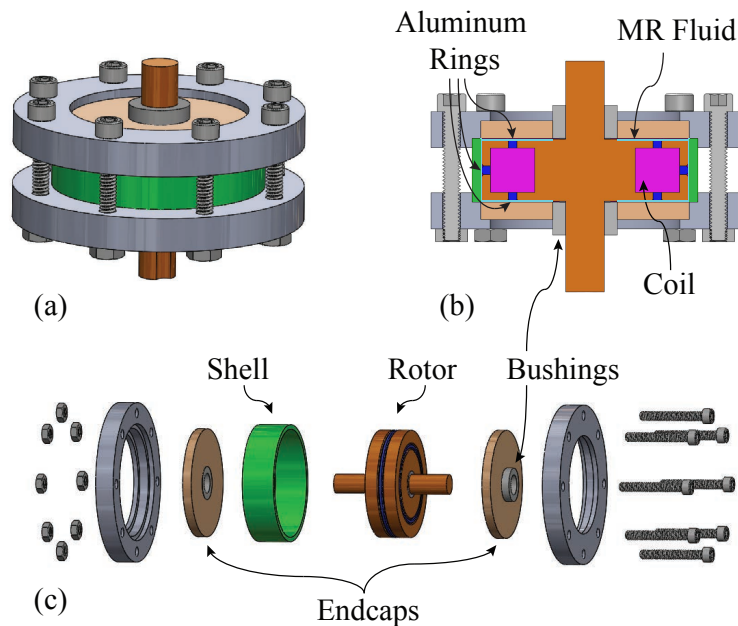 Aluminum
Rings
MR Fluid
(a)
(b)
Coil
Shell
Rotor
Bushings
(c)
Endcaps